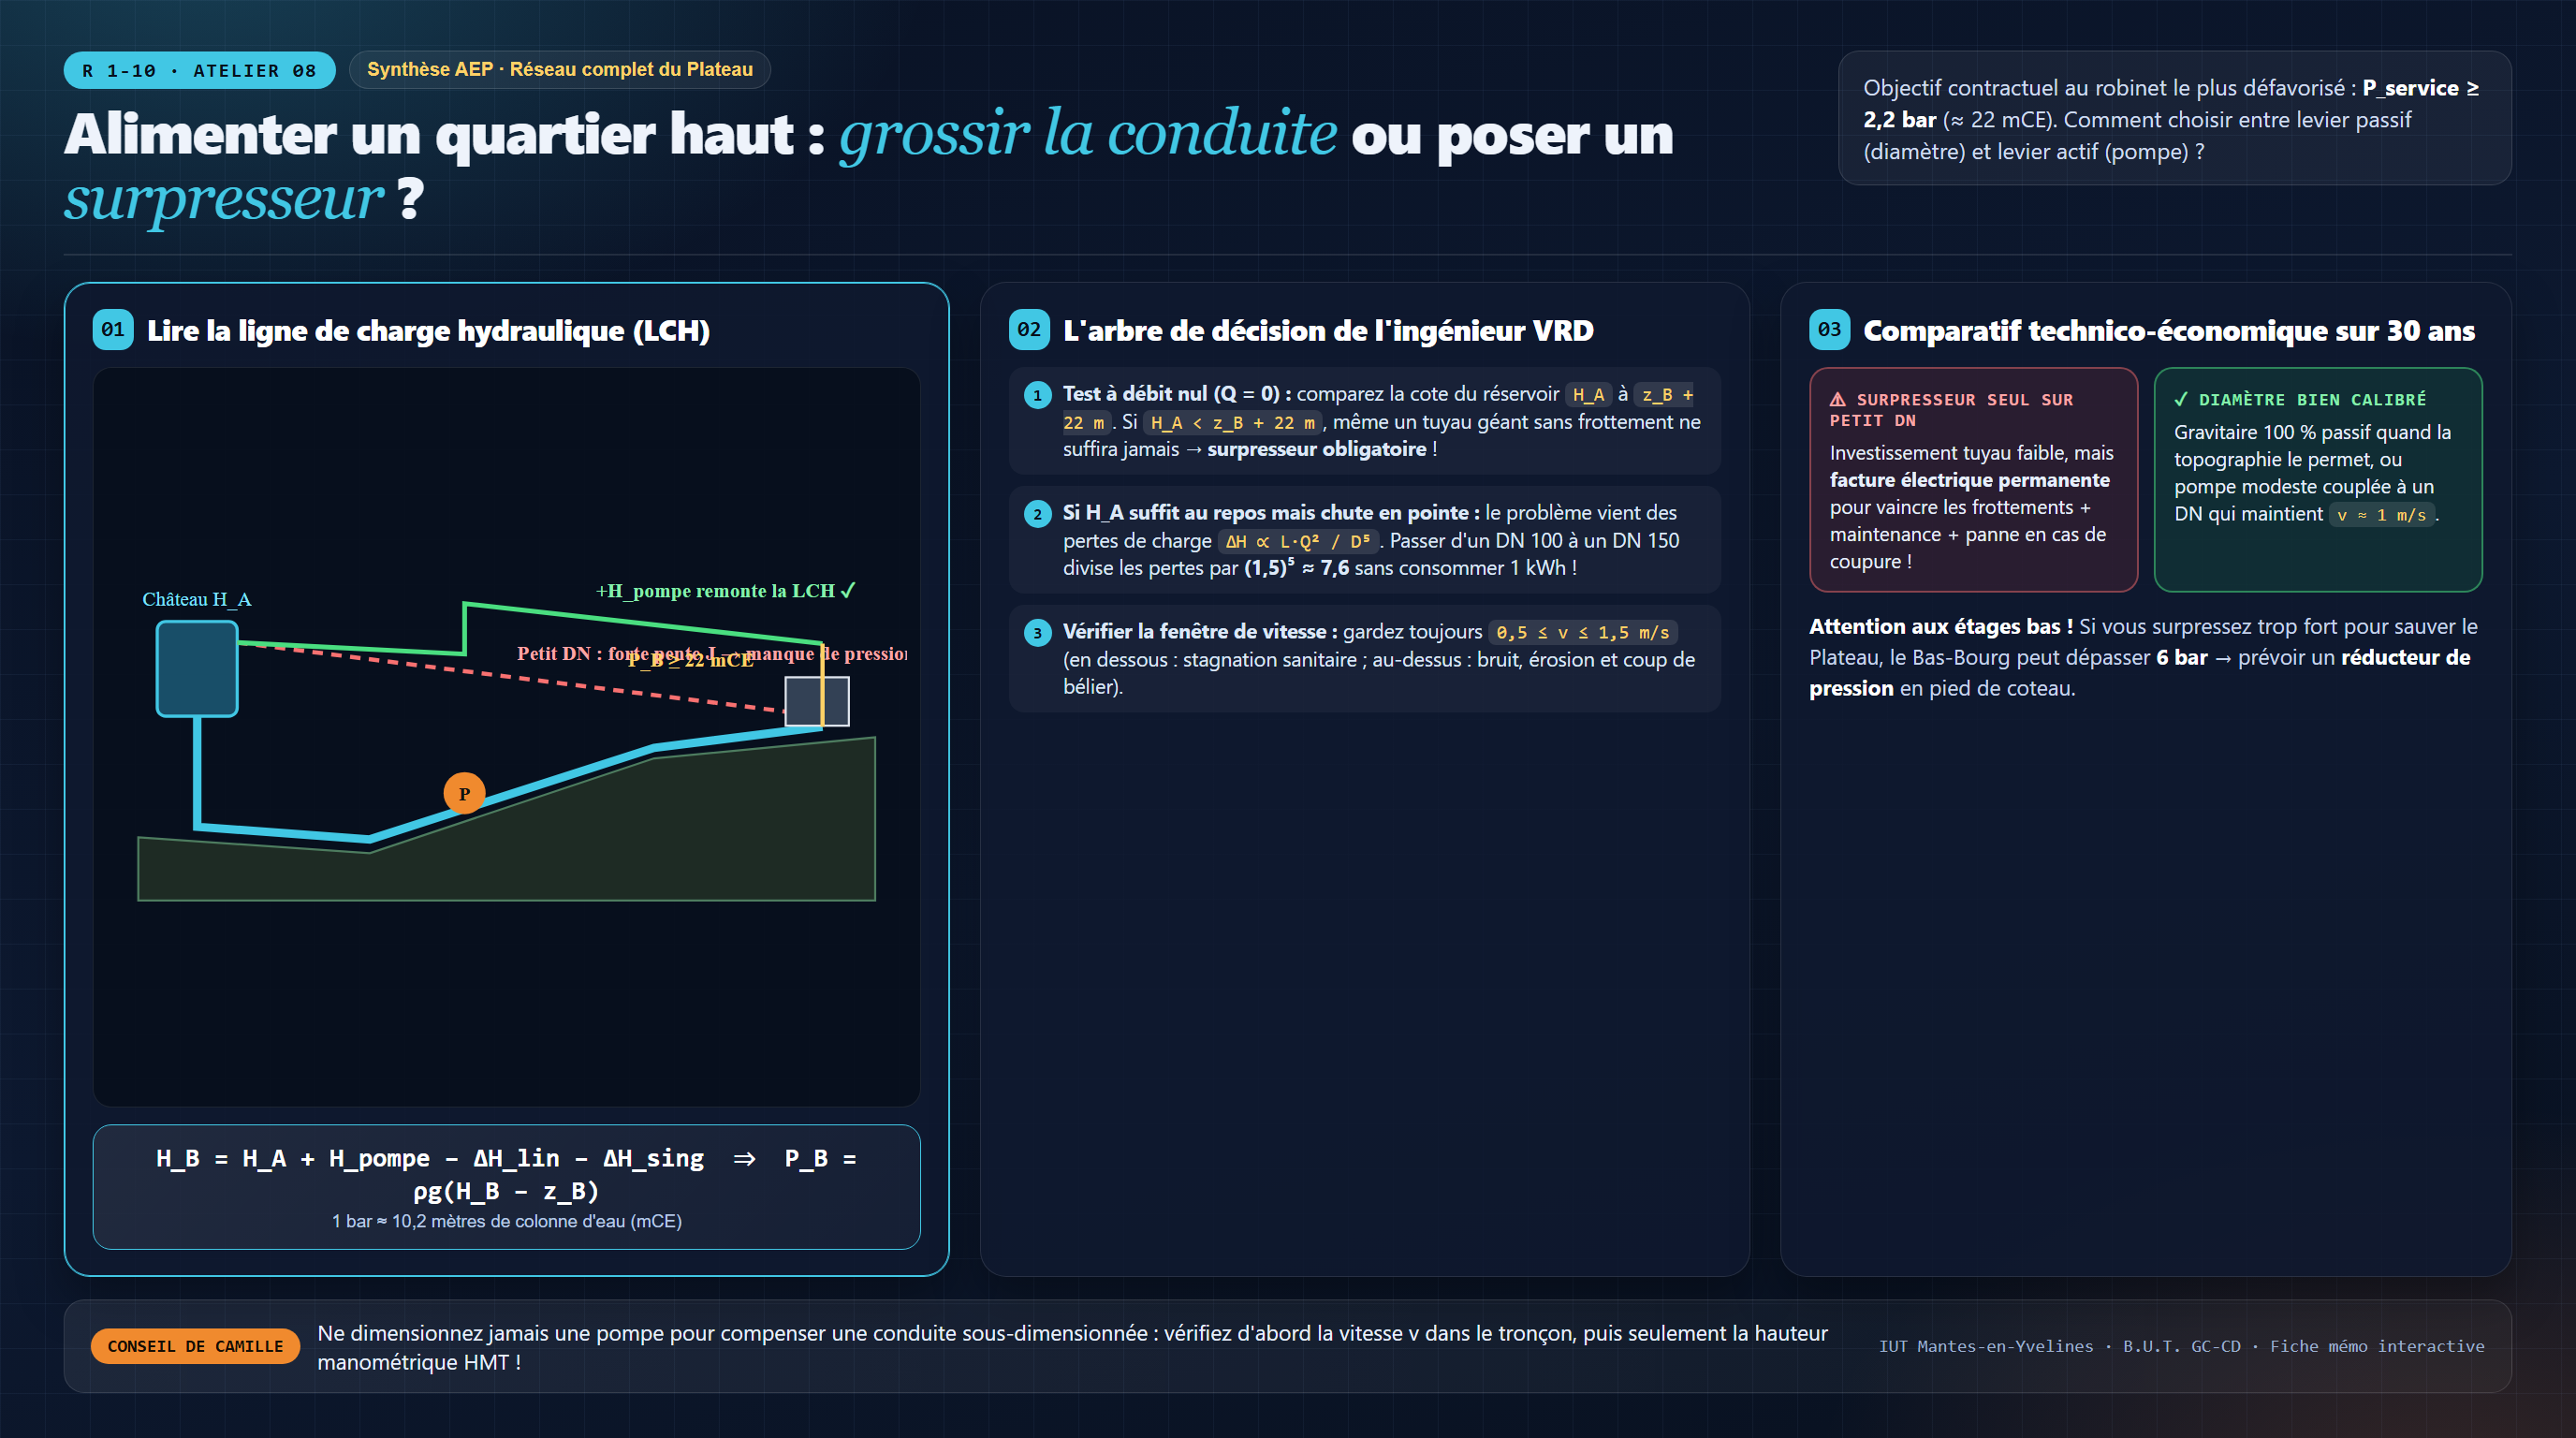 R 1-10 · ATELIER 08
Synthèse AEP · Réseau complet du Plateau
Alimenter un quartier haut : grossir la conduite ou poser un
surpresseur ?
Objectif contractuel au robinet le plus défavorisé : P_service ≥
2,2 bar (≈ 22 mCE). Comment choisir entre levier passif
(diamètre) et levier actif (pompe) ?
01 Lire la ligne de charge hydraulique (LCH)
Château H_A
+H_pompe remonte la LCH ✓
Petit DN : forte pente J → manque de pression
P_B ≥ 22 mCE
P
H_B = H_A + H_pompe − ΔH_lin − ΔH_sing ⇒ P_B =
ρg(H_B − z_B)
1 bar ≈ 10,2 mètres de colonne d'eau (mCE)
02 L'arbre de décision de l'ingénieur VRD
1 Test à débit nul (Q = 0) : comparez la cote du réservoir H_A à z_B +
22 m. Si H_A < z_B + 22 m, même un tuyau géant sans frottement ne
suffira jamais → surpresseur obligatoire !
2 Si H_A suffit au repos mais chute en pointe : le problème vient des
pertes de charge ΔH ∝ L·Q² / D⁵. Passer d'un DN 100 à un DN 150
divise les pertes par (1,5)⁵ ≈ 7,6 sans consommer 1 kWh !
3 Vérifier la fenêtre de vitesse : gardez toujours 0,5 ≤ v ≤ 1,5 m/s
(en dessous : stagnation sanitaire ; au-dessus : bruit, érosion et coup de
bélier).
03 Comparatif technico-économique sur 30 ans
⚠ SURPRESSEUR SEUL SUR
PETIT DN
Investissement tuyau faible, mais
facture électrique permanente
pour vaincre les frottements +
maintenance + panne en cas de
coupure !
✓ DIAMÈTRE BIEN CALIBRÉ
Gravitaire 100 % passif quand la
topographie le permet, ou
pompe modeste couplée à un
DN qui maintient v ≈ 1 m/s.
Attention aux étages bas ! Si vous surpressez trop fort pour sauver le
Plateau, le Bas-Bourg peut dépasser 6 bar → prévoir un réducteur de
pression en pied de coteau.
CONSEIL DE CAMILLE
Ne dimensionnez jamais une pompe pour compenser une conduite sous-dimensionnée : vérifiez d'abord la vitesse v dans le tronçon, puis seulement la hauteur
manométrique HMT !
IUT Mantes-en-Yvelines · B.U.T. GC-CD · Fiche mémo interactive